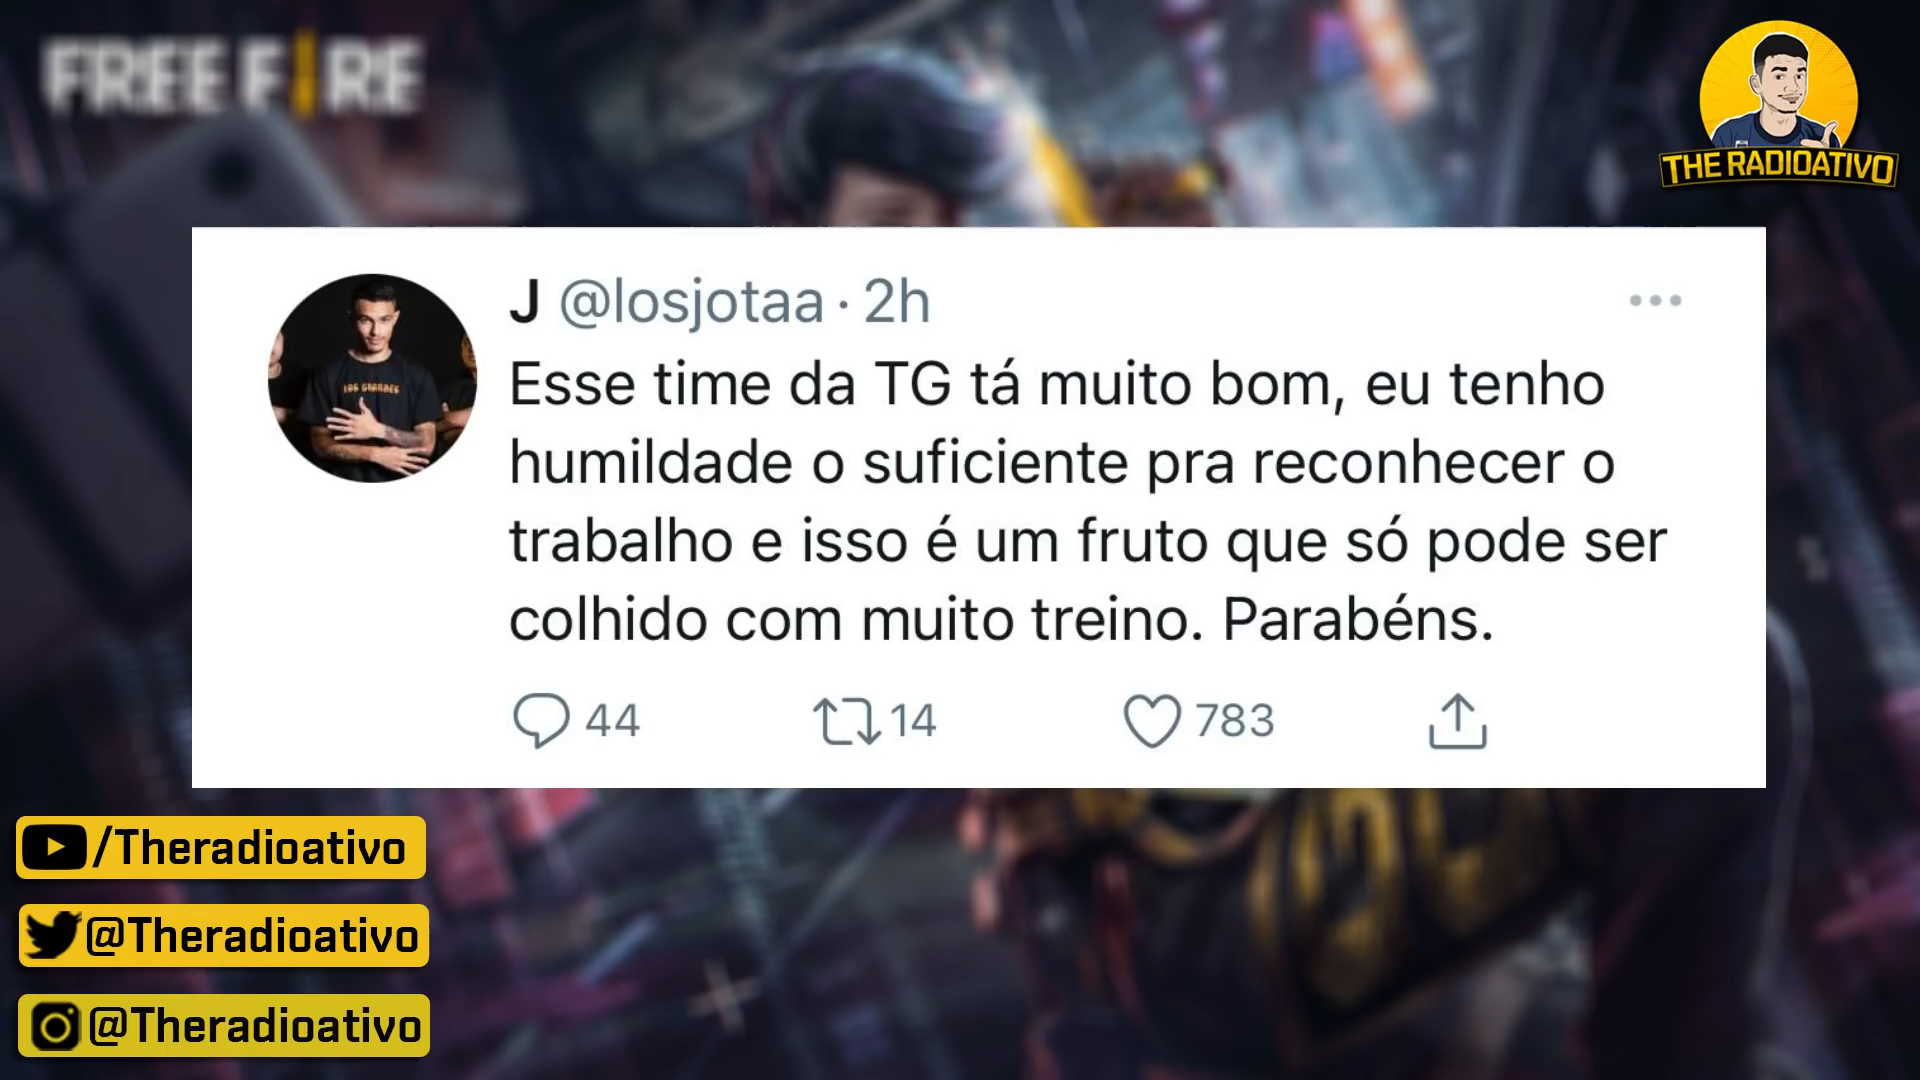 FREE FIRE
THE RADIOATIVO
J @losjotaa · 2h
LOS GRANDES
Esse time da TG tá muito bom, eu tenho
humildade o suficiente pra reconhecer o
trabalho e isso é um fruto que só pode ser
colhido com muito treino. Parabéns.
44 14 783
/Theradioativo
@Theradioativo
@Theradioativo